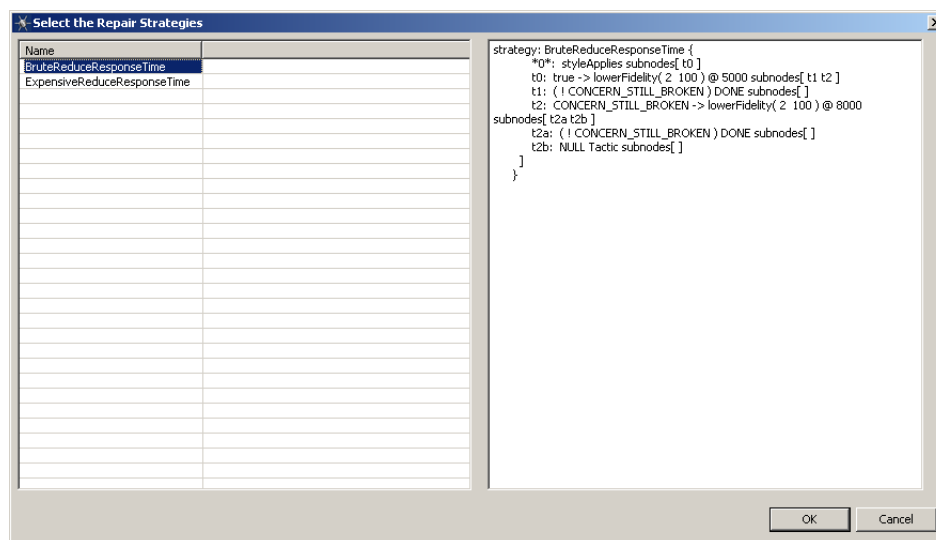 Select the Repair Strategies
Name
BruteReduceResponseTime
ExpensiveReduceResponseTime
strategy: BruteReduceResponseTime {
*0*: styleApplies subnodes[ t0 ]
t0: true -> lowerFidelity( 2 100 ) @ 5000 subnodes[ t1 t2 ]
t1: ( ! CONCERN_STILL_BROKEN ) DONE subnodes[ ]
t2: CONCERN_STILL_BROKEN -> lowerFidelity( 2 100 ) @ 8000
subnodes[ t2a t2b ]
t2a: ( ! CONCERN_STILL_BROKEN ) DONE subnodes[ ]
t2b: NULL Tactic subnodes[ ]
]
}
OK
Cancel